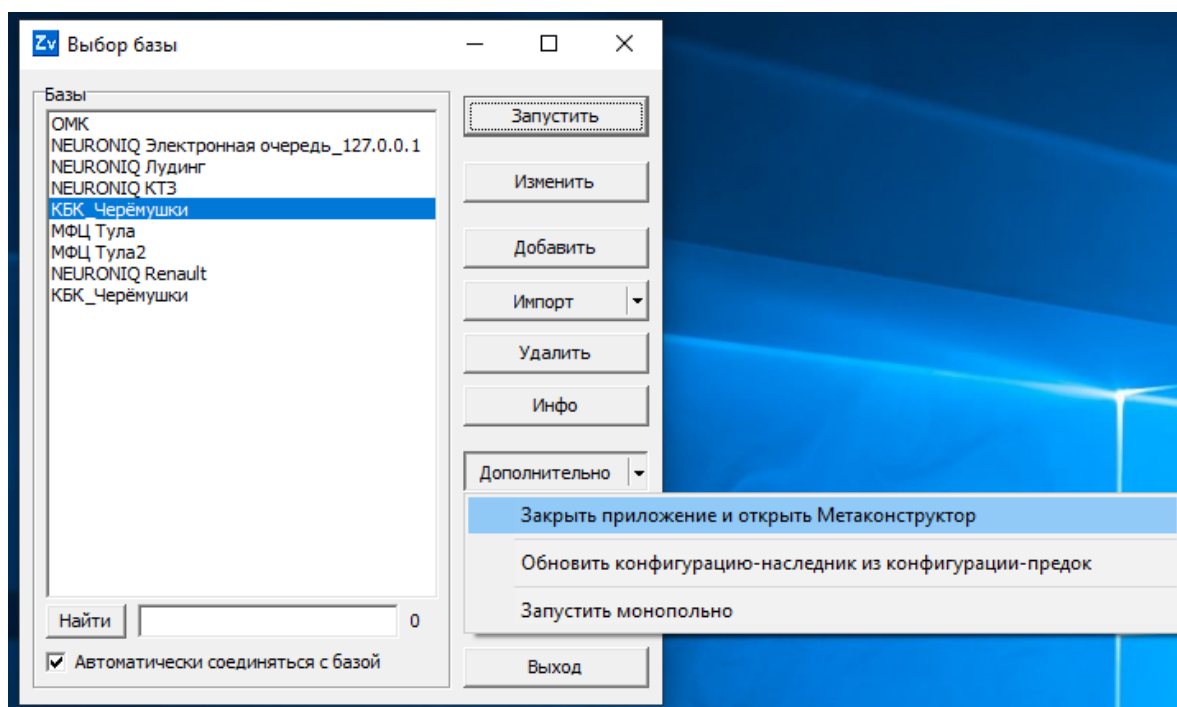 Zv Выбор базы
Базы
ОМК
NEURONIQ Электронная очередь_127.0.0.1
NEURONIQ Лудинг
NEURONIQ КТЗ
КБК_Черёмушки
МФЦ Тула
МФЦ Тула2
NEURONIQ Renault
КБК_Черёмушки
Найти
0
Автоматически соединяться с базой
Запустить
Изменить
Добавить
Импорт
Удалить
Инфо
Дополнительно
Закрыть приложение и открыть Метаконструктор
Обновить конфигурацию-наследник из конфигурации-предок
Запустить монопольно
Выход